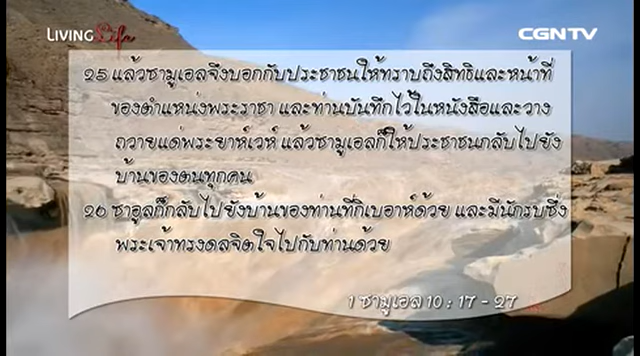 LIVING Life
CGNTV
25 แล้วซามูเอลจึงบอกกับประชาชนให้ทราบถึงสิทธิและหน้าที่
ของตำแหน่งพระราชา และท่านบันทึกไว้ในหนังสือและวาง
ถวายแด่พระยาห์เวห์ แล้วซามูเอลก็ให้ประชาชนกลับไปยัง
บ้านของตนทุกคน
26 ซาอูลก็กลับไปยังบ้านของท่านที่กิเบอาห์ด้วย และมีนักรบซึ่ง
พระเจ้าทรงดลจิตใจไปกับท่านด้วย
1 ซามูเอล 10 : 17 - 27